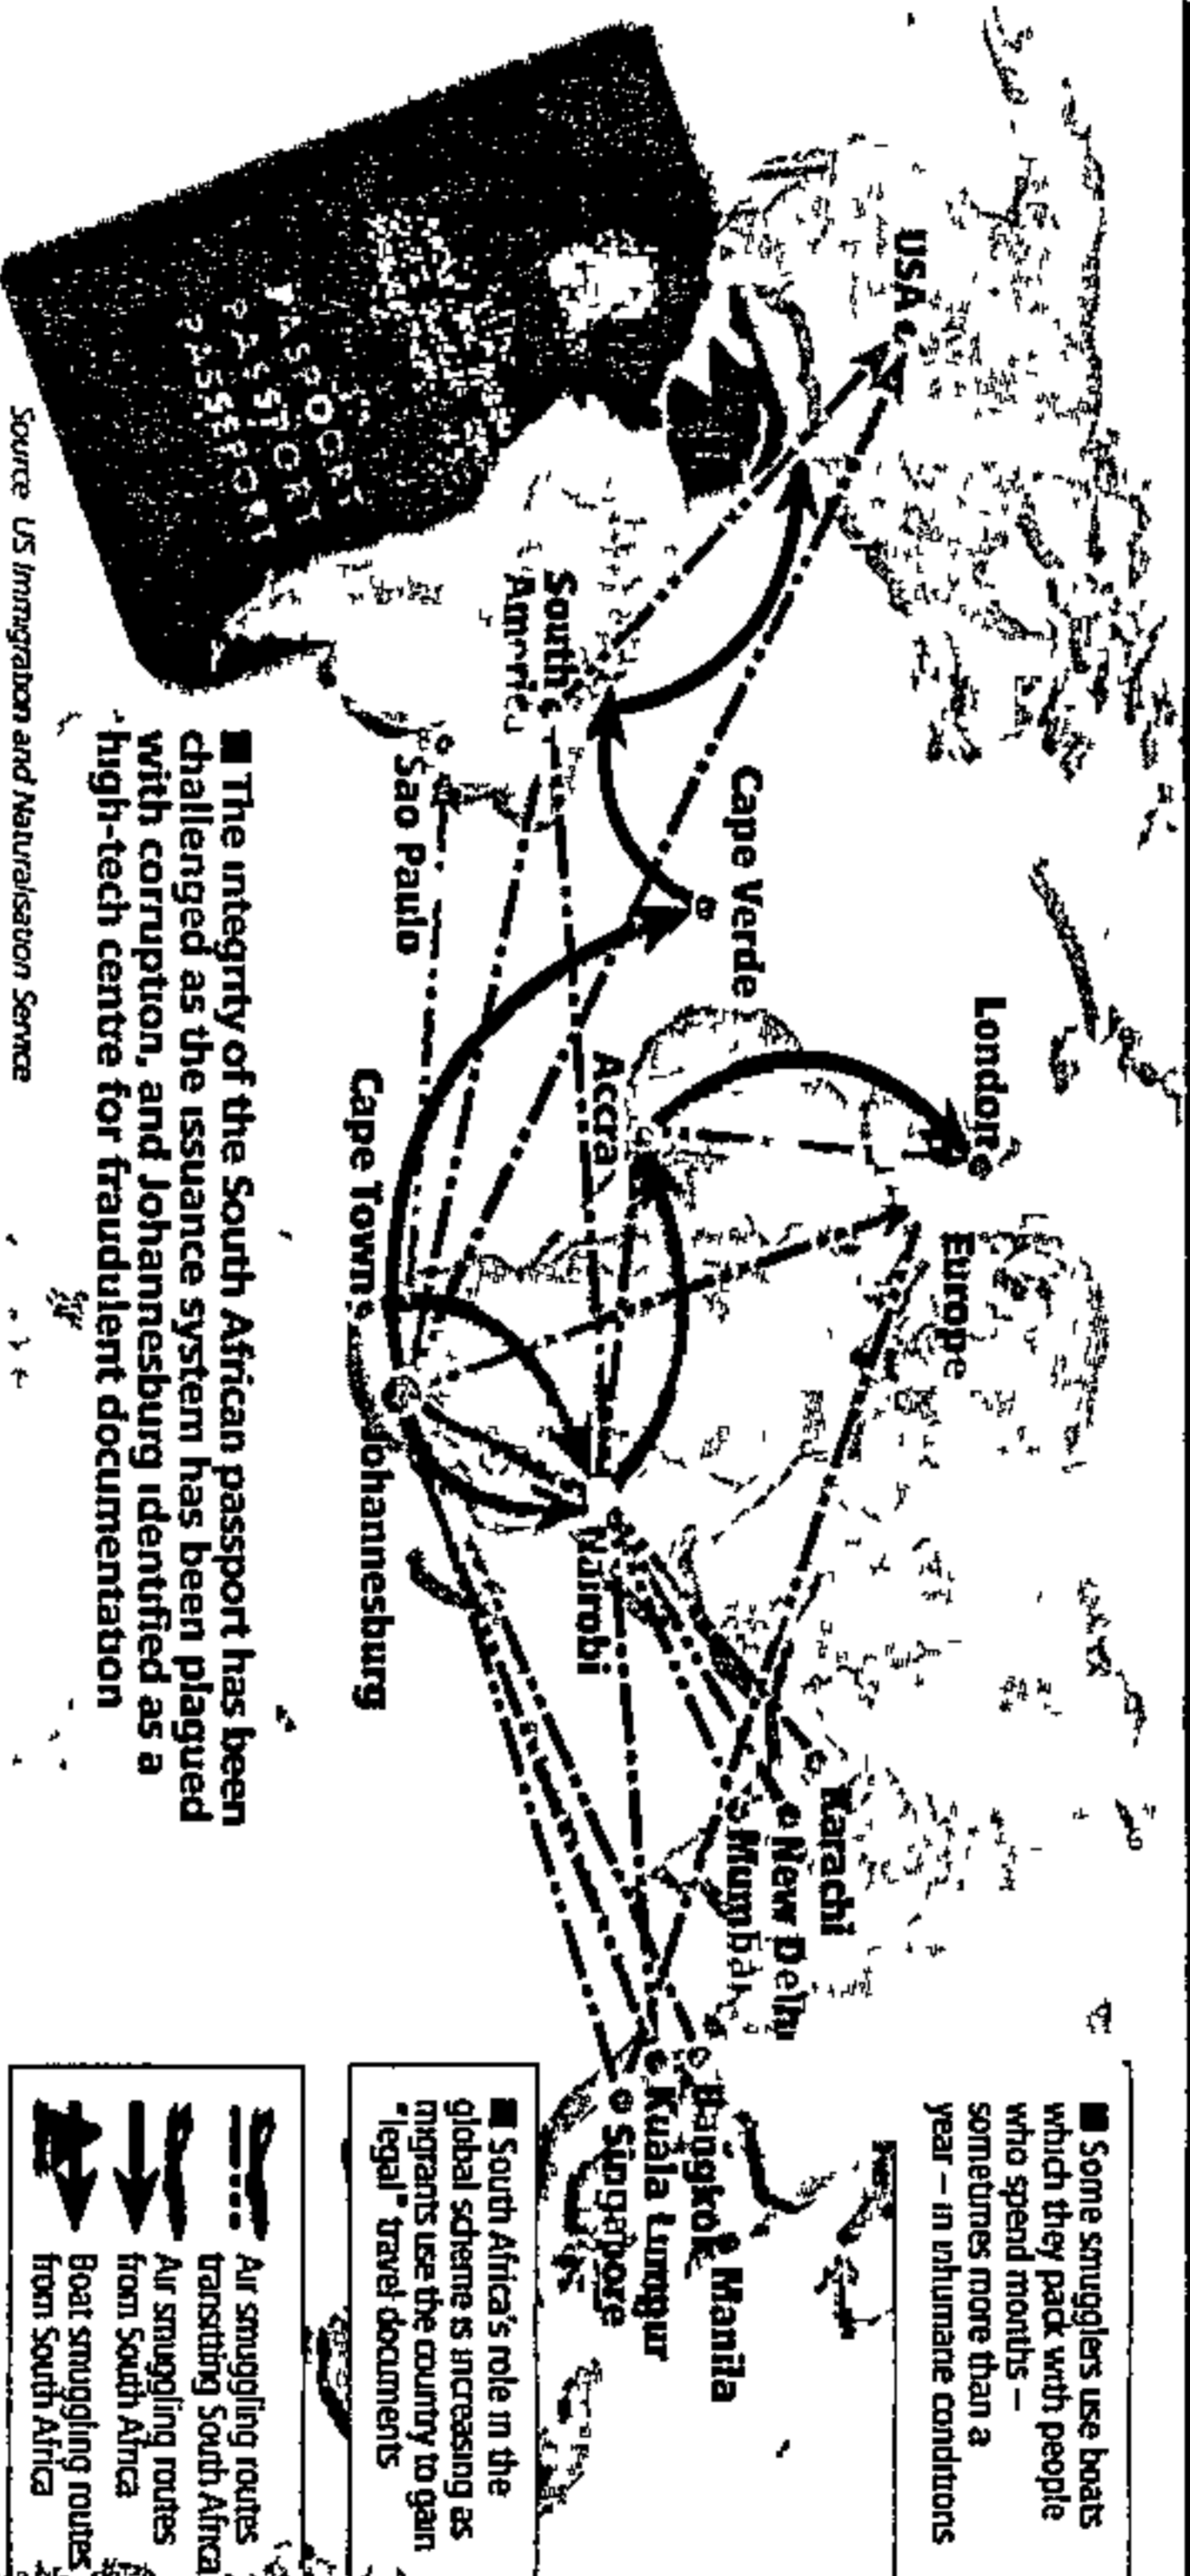 USA
London
Europe
Cape Verde
Accra
South
America
Sao Paulo
Cape Town
Johannesburg
Nairobi
Karachi
New Delhi
Mumbai
Bangkok
Manila
Kuala Lumpur
Singapore
PASPOORT
PASSPORT
PASSEPORT
■ Some smugglers use boats
which they pack with people
who spend months –
sometimes more than a
year – in inhumane conditions
■ South Africa's role in the
global scheme is increasing as
migrants use the country to gain
"legal" travel documents
Air smuggling routes
transitting South Africa
Air smuggling routes
from South Africa
Boat smuggling routes
from South Africa
■ The integrity of the South African passport has been
challenged as the issuance system has been plagued
with corruption, and Johannesburg identified as a
high-tech centre for fraudulent documentation
Source US Immigration and Naturalisation Service